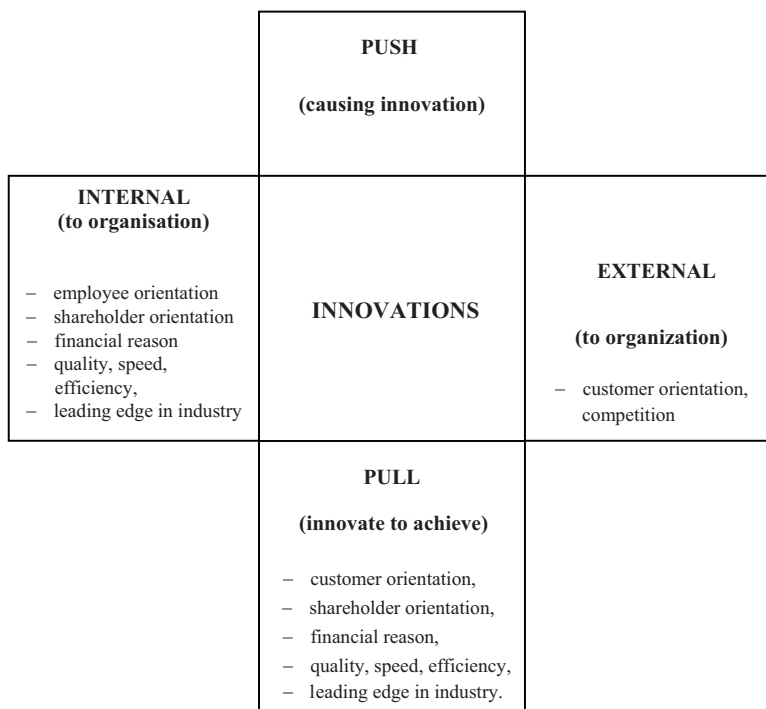 PUSH
(causing innovation)
INTERNAL
(to organisation)
– employee orientation
– shareholder orientation
– financial reason
– quality, speed,
efficiency,
– leading edge in industry
INNOVATIONS
EXTERNAL
(to organization)
– customer orientation,
competition
PULL
(innovate to achieve)
– customer orientation,
– shareholder orientation,
– financial reason,
– quality, speed, efficiency,
– leading edge in industry.